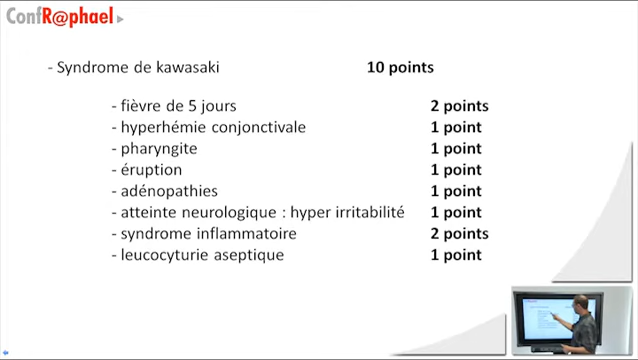 ConfR@phael
- Syndrome de kawasaki 10 points
- fièvre de 5 jours 2 points
- hyperhémie conjonctivale 1 point
- pharyngite 1 point
- éruption 1 point
- adénopathies 1 point
- atteinte neurologique : hyper irritabilité 1 point
- syndrome inflammatoire 2 points
- leucocyturie aseptique 1 point